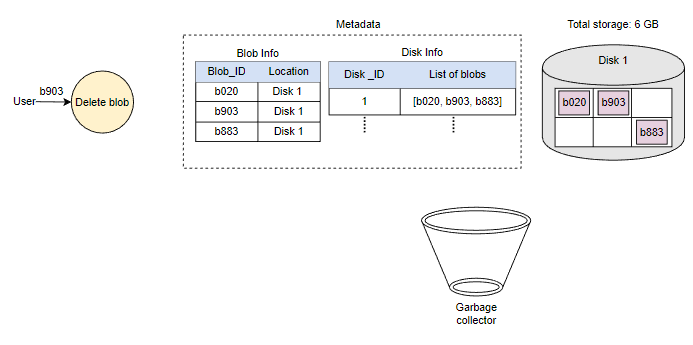 Metadata
Total storage: 6 GB
Blob Info
Disk Info
Disk 1
Blob_ID Location
Disk _ID List of blobs
b020 Disk 1
b903 Disk 1
b883 Disk 1
1 [b020, b903, b883]
b903
User
Delete blob
b020 b903
b883
Garbage
collector